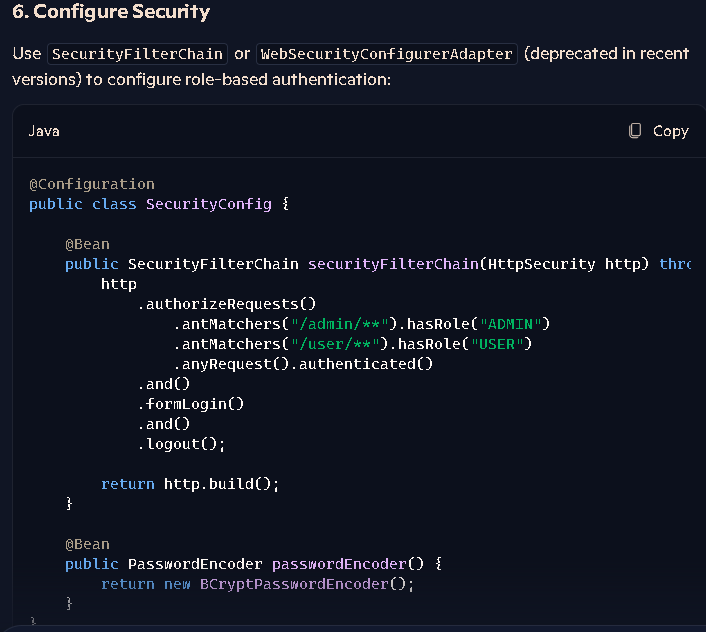 6. Configure Security
Use SecurityFilterChain or WebSecurityConfigurerAdapter (deprecated in recent
versions) to configure role-based authentication:
Java
Copy
@Configuration
public class SecurityConfig {
    @Bean
    public SecurityFilterChain securityFilterChain(HttpSecurity http) thro
        http
            .authorizeRequests()
                .antMatchers("/admin/**").hasRole("ADMIN")
                .antMatchers("/user/**").hasRole("USER")
                .anyRequest().authenticated()
            .and()
            .formLogin()
            .and()
            .logout();
        return http.build();
    }
    @Bean
    public PasswordEncoder passwordEncoder() {
        return new BCryptPasswordEncoder();
    }
}